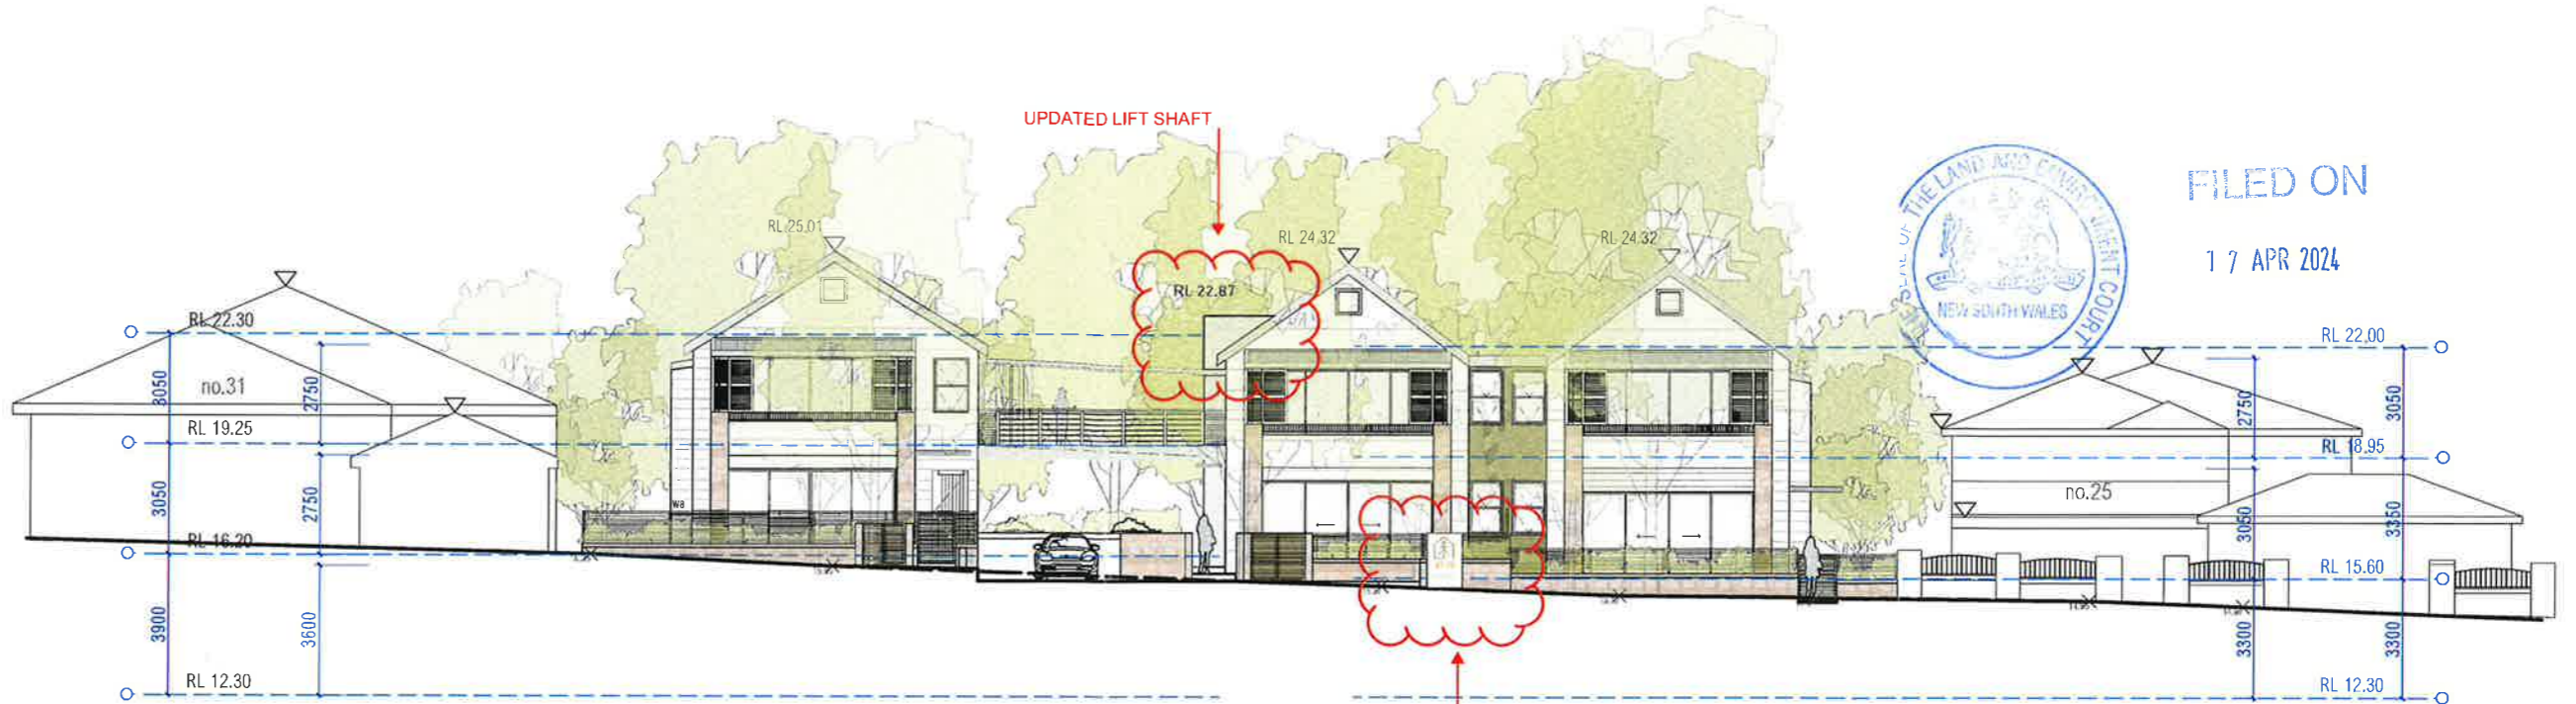 UPDATED LIFT SHAFT
FILED ON
17 APR 2024
THE LAND AND ENVIRONMENT COURT
NEW SOUTH WALES
RL 25.01
RL 24.32
RL 24.32
RL 22.87
RL 22.30
RL 22.00
3050
no.31
2750
2750
3050
RL 19.25
RL 18.95
3050
2750
w8
no.25
3050
3350
RL 16.20
RL 15.60
3900
3600
3300
3300
RL 12.30
RL 12.30